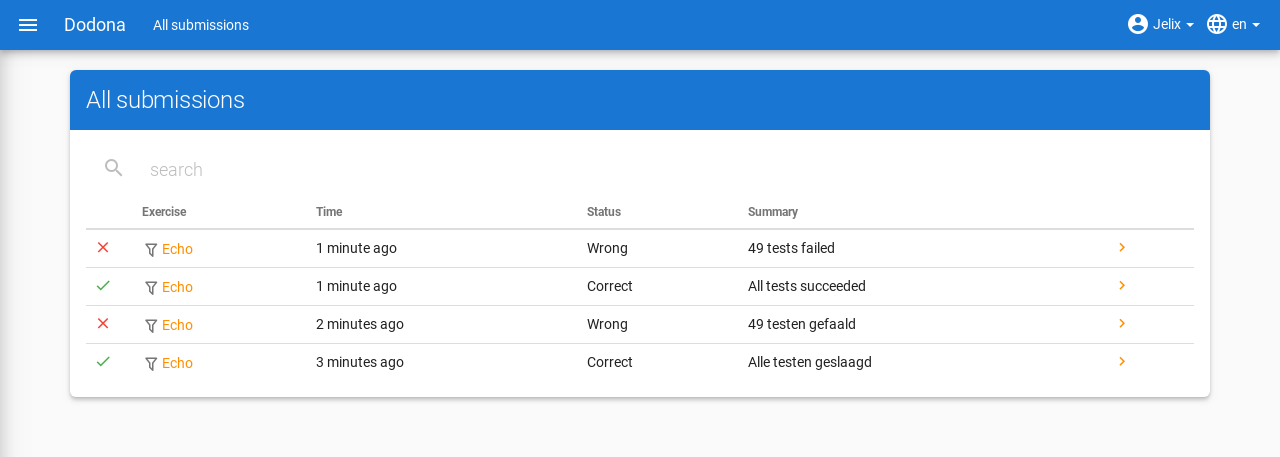 Dodona All submissions Jelix en
All submissions
search
Exercise Time Status Summary
Echo 1 minute ago Wrong 49 tests failed
Echo 1 minute ago Correct All tests succeeded
Echo 2 minutes ago Wrong 49 testen gefaald
Echo 3 minutes ago Correct Alle testen geslaagd